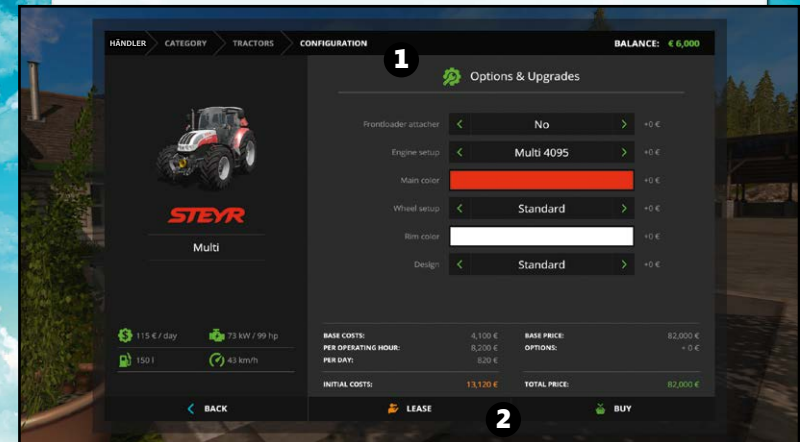 HÄNDLER CATEGORY TRACTORS CONFIGURATION BALANCE: € 6,000
1
Options & Upgrades
Frontloader attacher < No > +0 €
Engine setup < Multi 4095 > +0 €
Main color +0 €
STEYR
Wheel setup < Standard > +0 €
Multi
Rim color +0 €
Design < Standard > +0 €
115 € / day 73 kW / 99 hp
150 l 43 km/h
BASE COSTS: 4,100 € BASE PRICE: 82,000 €
PER OPERATING HOUR: 8,200 € OPTIONS: + 0 €
PER DAY: 820 €
INITIAL COSTS: 13,120 € TOTAL PRICE: 82,000 €
< BACK LEASE 2 BUY